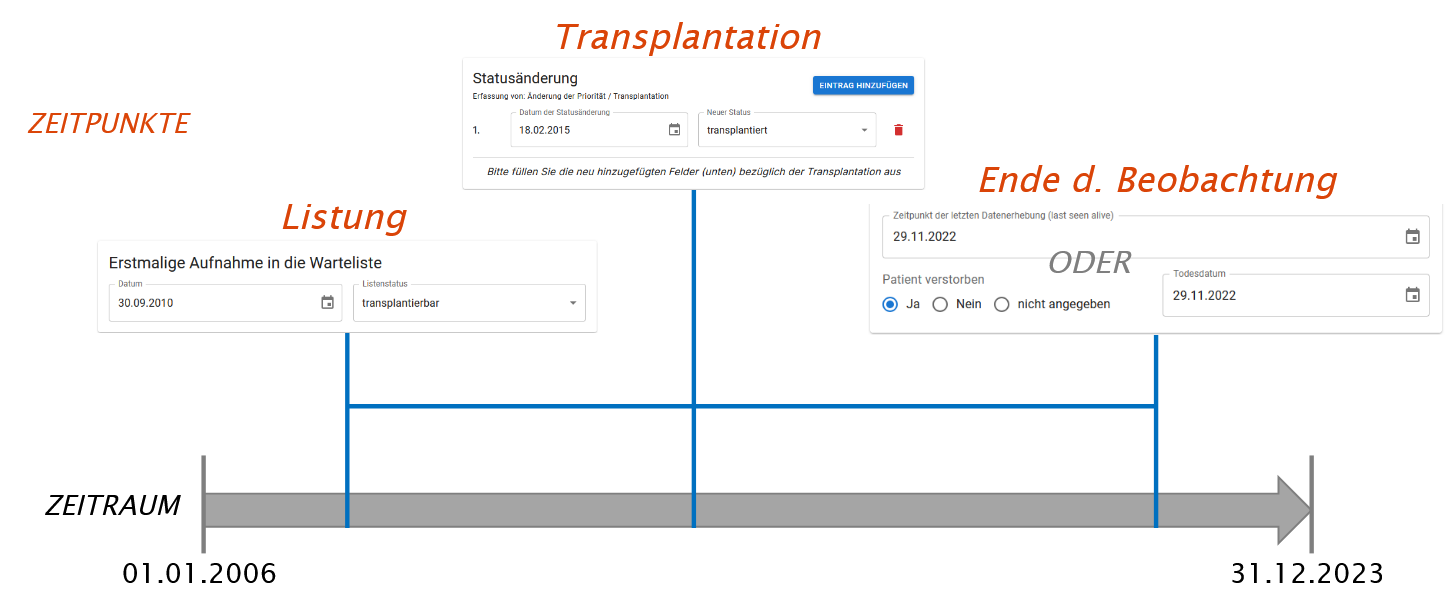 Transplantation
Statusänderung
EINTRAG HINZUFÜGEN
Erfassung von: Änderung der Priorität / Transplantation
ZEITPUNKTE
Datum der Statusänderung
Neuer Status
1.
18.02.2015
transplantiert
Bitte füllen Sie die neu hinzugefügten Felder (unten) bezüglich der Transplantation aus
Ende d. Beobachtung
Listung
Zeitpunkt der letzten Datenerhebung (last seen alive)
29.11.2022
ODER
Erstmalige Aufnahme in die Warteliste
Patient verstorben
Todesdatum
Datum
Listenstatus
30.09.2010
transplantierbar
Ja
Nein
nicht angegeben
29.11.2022
ZEITRAUM
01.01.2006
31.12.2023